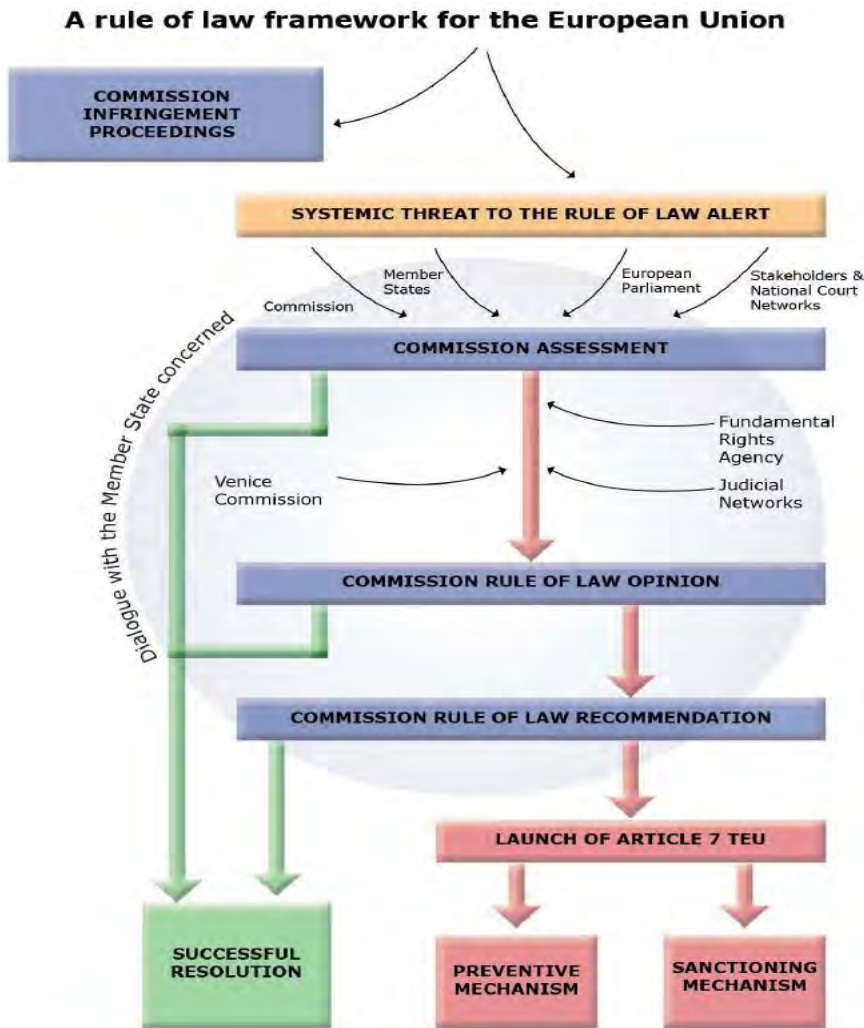 A rule of law framework for the European Union
COMMISSION
INFRINGEMENT
PROCEEDINGS
SYSTEMIC THREAT TO THE RULE OF LAW ALERT
Commission
Member
States
European
Parliament
Stakeholders &
National Court
Networks
Dialogue with the Member State concerned
COMMISSION ASSESSMENT
Fundamental
Rights
Agency
Venice
Commission
Judicial
Networks
COMMISSION RULE OF LAW OPINION
COMMISSION RULE OF LAW RECOMMENDATION
LAUNCH OF ARTICLE 7 TEU
SUCCESSFUL
RESOLUTION
PREVENTIVE
MECHANISM
SANCTIONING
MECHANISM